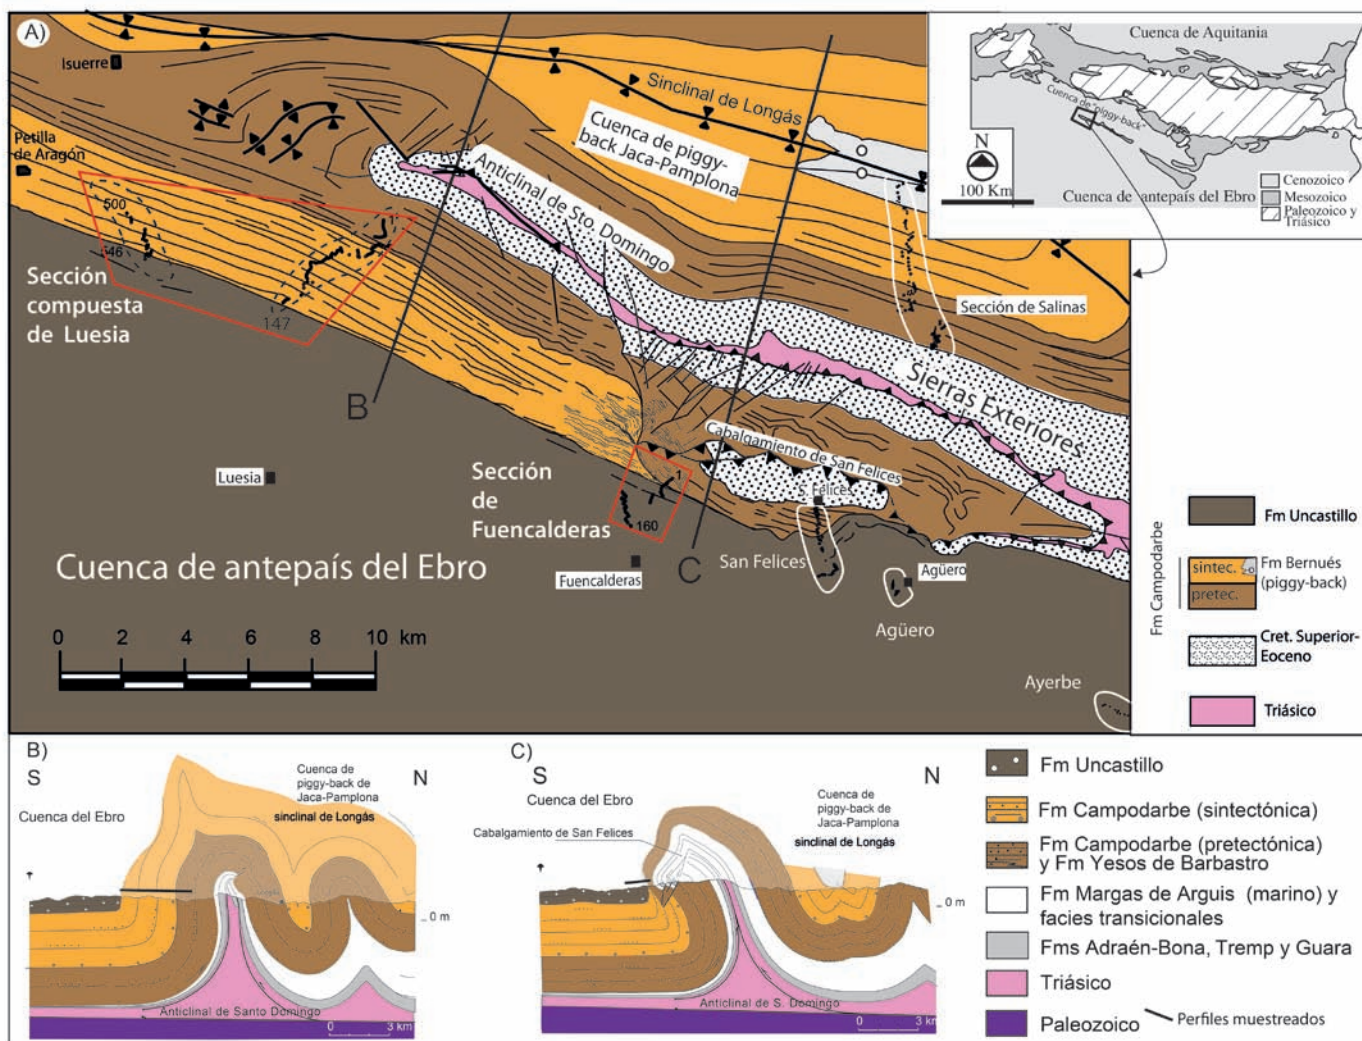 A)
Isuerre
Petilla
de Aragón
500
546
147
Sección
compuesta
de Luesia
Sinclinal de Longás
Cuenca de piggy-
back Jaca-Pamplona
Anticlinal de Sto. Domingo
Sección de Salinas
Sierras Exteriores
Cabalgamiento de San Felices
S. Felices
B
C
Luesia
Sección
de
Fuencalderas
1
160
Fuencalderas
San Felices
Agüero
Agüero
Ayerbe
Cuenca de antepaís del Ebro
0 2 4 6 8 10 km
Cuenca de Aquitania
Cuenca de "piggy-back"
N
100 Km
Cuenca de antepaís del Ebro
Cenozoico
Mesozoico
Paleozoico y
Triásico
Fm Campodarbe
Fm Uncastillo
sintec.
pretec.
Fm Bernués
(piggy-back)
Cret. Superior-
Eoceno
Triásico
B)
S
N
Cuenca del Ebro
Cuenca de
piggy-back de
Jaca-Pamplona
sinclinal de Longás
0 m
Anticlinal de Santo Domingo
0 3 km
C)
S
N
Cuenca del Ebro
Cabalgamiento de San Felices
Cuenca de
piggy-back de
Jaca-Pamplona
sinclinal de Longás
0 m
Anticlinal de S. Domingo
0 3 km
Fm Uncastillo
Fm Campodarbe (sintectónica)
Fm Campodarbe (pretectónica)
y Fm Yesos de Barbastro
Fm Margas de Arguis (marino) y
facies transicionales
Fms Adraén-Bona, Tremp y Guara
Triásico
Paleozoico
Perfiles muestreados